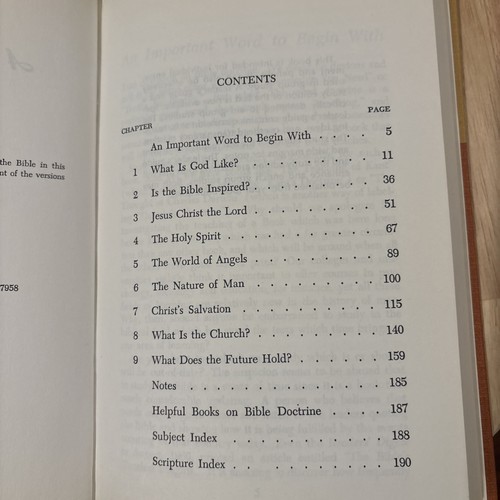 the Bible in this
nt of the versions
7958
CONTENTS
CHAPTER PAGE
An Important Word to Begin With . . . . 5
1 What Is God Like? . . . . . . . . 11
2 Is the Bible Inspired? . . . . . . . . 36
3 Jesus Christ the Lord . . . . . . . . 51
4 The Holy Spirit . . . . . . . . . . 67
5 The World of Angels . . . . . . . . 89
6 The Nature of Man . . . . . . . . 100
7 Christ's Salvation . . . . . . . . 115
8 What Is the Church? . . . . . . . . 140
9 What Does the Future Hold? . . . . . . 159
Notes . . . . . . . . . . . . 185
Helpful Books on Bible Doctrine . . . . 187
Subject Index . . . . . . . . . 188
Scripture Index . . . . . . . . . 190